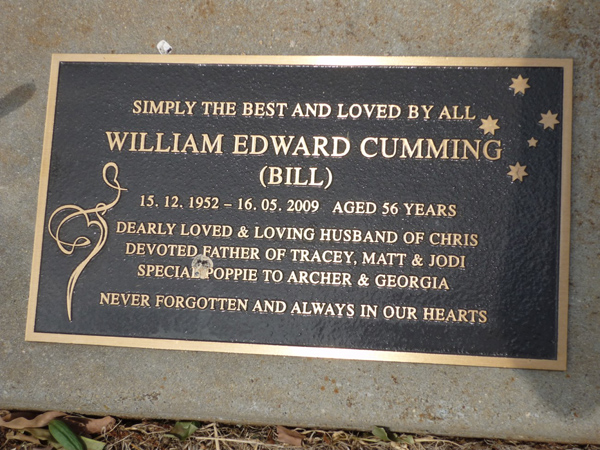 SIMPLY THE BEST AND LOVED BY ALL
WILLIAM EDWARD CUMMING
(BILL)
15. 12. 1952 – 16. 05. 2009 AGED 56 YEARS
DEARLY LOVED & LOVING HUSBAND OF CHRIS
DEVOTED FATHER OF TRACEY, MATT & JODI
SPECIAL POPPIE TO ARCHER & GEORGIA
NEVER FORGOTTEN AND ALWAYS IN OUR HEARTS